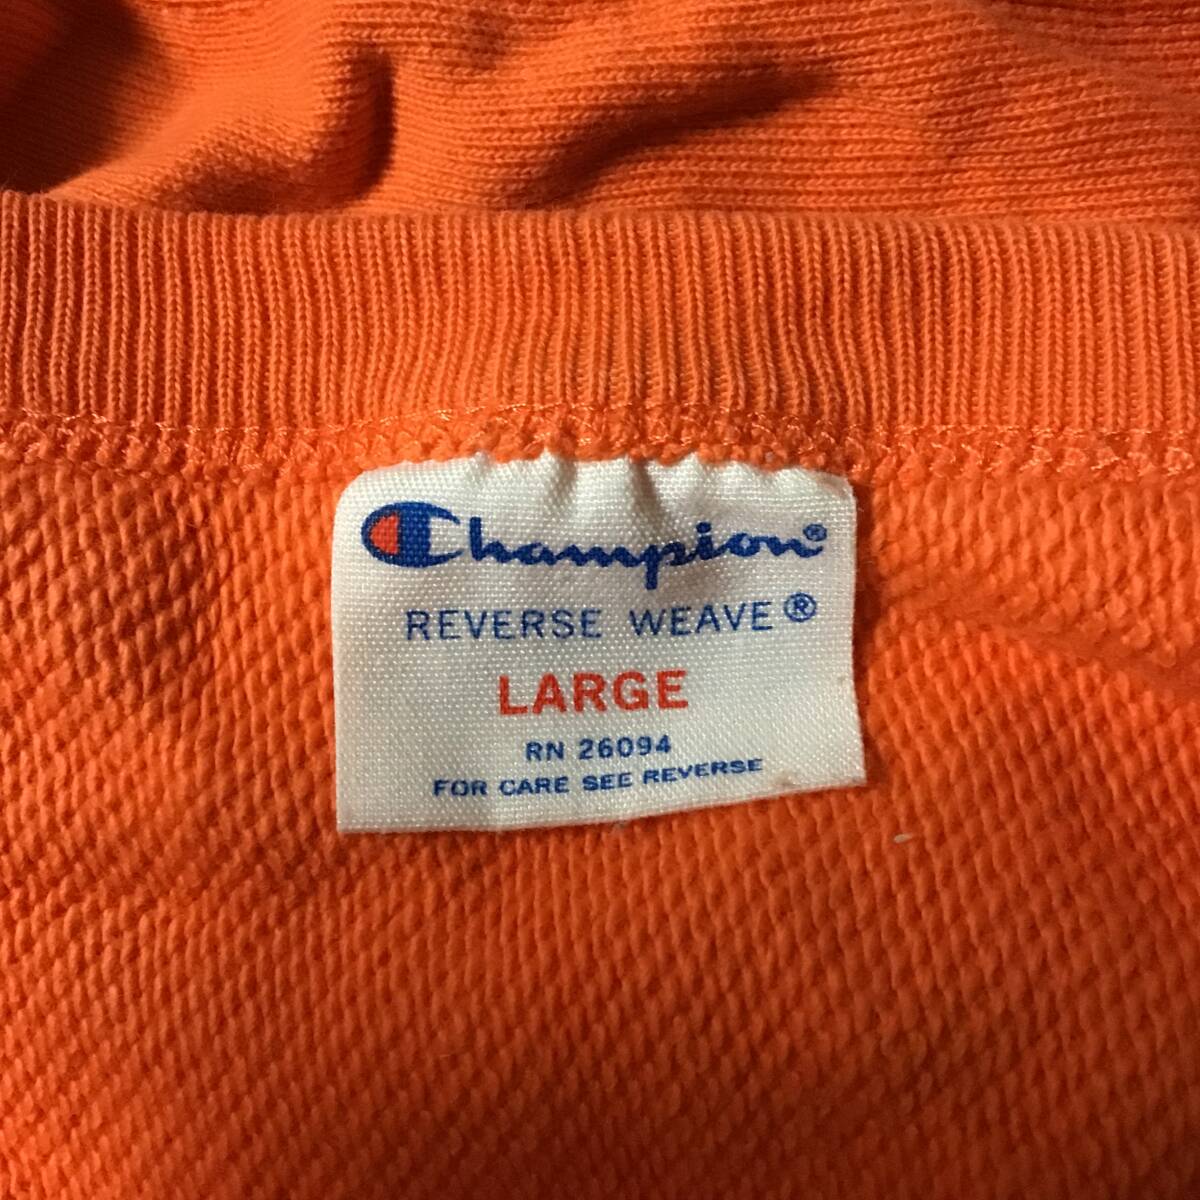 Champion®
REVERSE WEAVE®
LARGE
RN 26094
FOR CARE SEE REVERSE